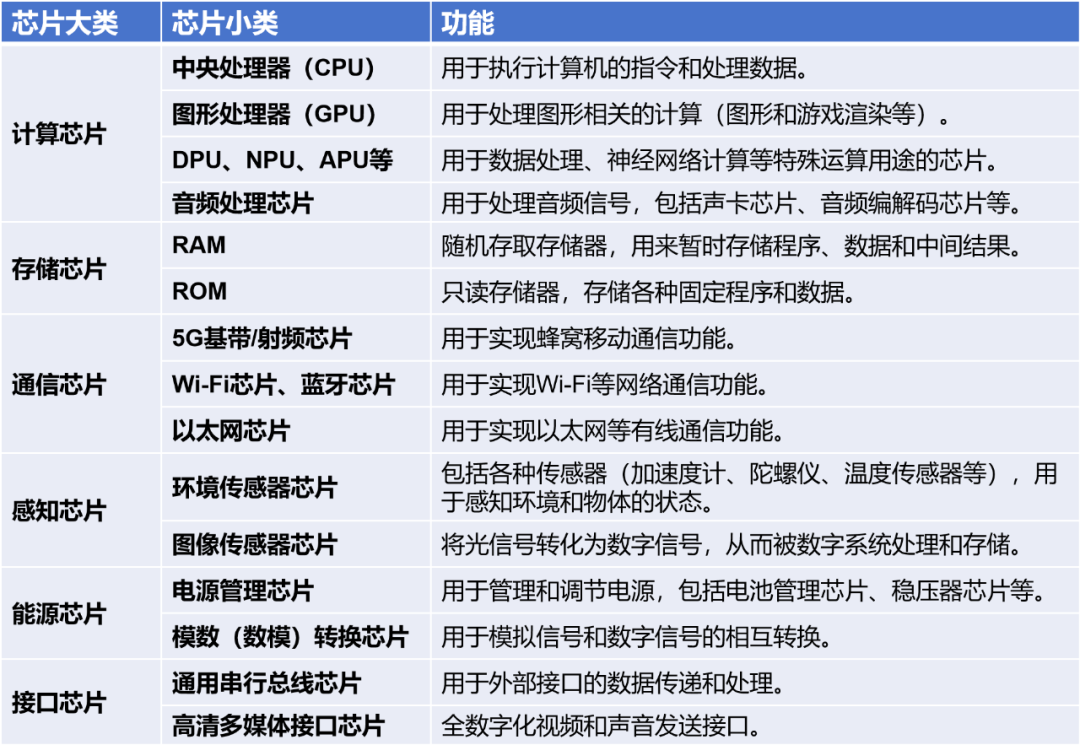 芯片大类 芯片小类 功能
计算芯片
中央处理器（CPU） 用于执行计算机的指令和处理数据。
图形处理器（GPU） 用于处理图形相关的计算（图形和游戏渲染等）。
DPU、NPU、APU等 用于数据处理、神经网络计算等特殊运算用途的芯片。
音频处理芯片 用于处理音频信号，包括声卡芯片、音频编解码芯片等。
存储芯片
RAM 随机存取存储器，用来暂时存储程序、数据和中间结果。
ROM 只读存储器，存储各种固定程序和数据。
通信芯片
5G基带/射频芯片 用于实现蜂窝移动通信功能。
Wi-Fi芯片、蓝牙芯片 用于实现Wi-Fi等网络通信功能。
以太网芯片 用于实现以太网等有线通信功能。
感知芯片
环境传感器芯片 包括各种传感器（加速度计、陀螺仪、温度传感器等），用
于感知环境和物体的状态。
图像传感器芯片 将光信号转化为数字信号，从而被数字系统处理和存储。
能源芯片
电源管理芯片 用于管理和调节电源，包括电池管理芯片、稳压器芯片等。
模数（数模）转换芯片 用于模拟信号和数字信号的相互转换。
接口芯片
通用串行总线芯片 用于外部接口的数据传递和处理。
高清多媒体接口芯片 全数字化视频和声音发送接口。